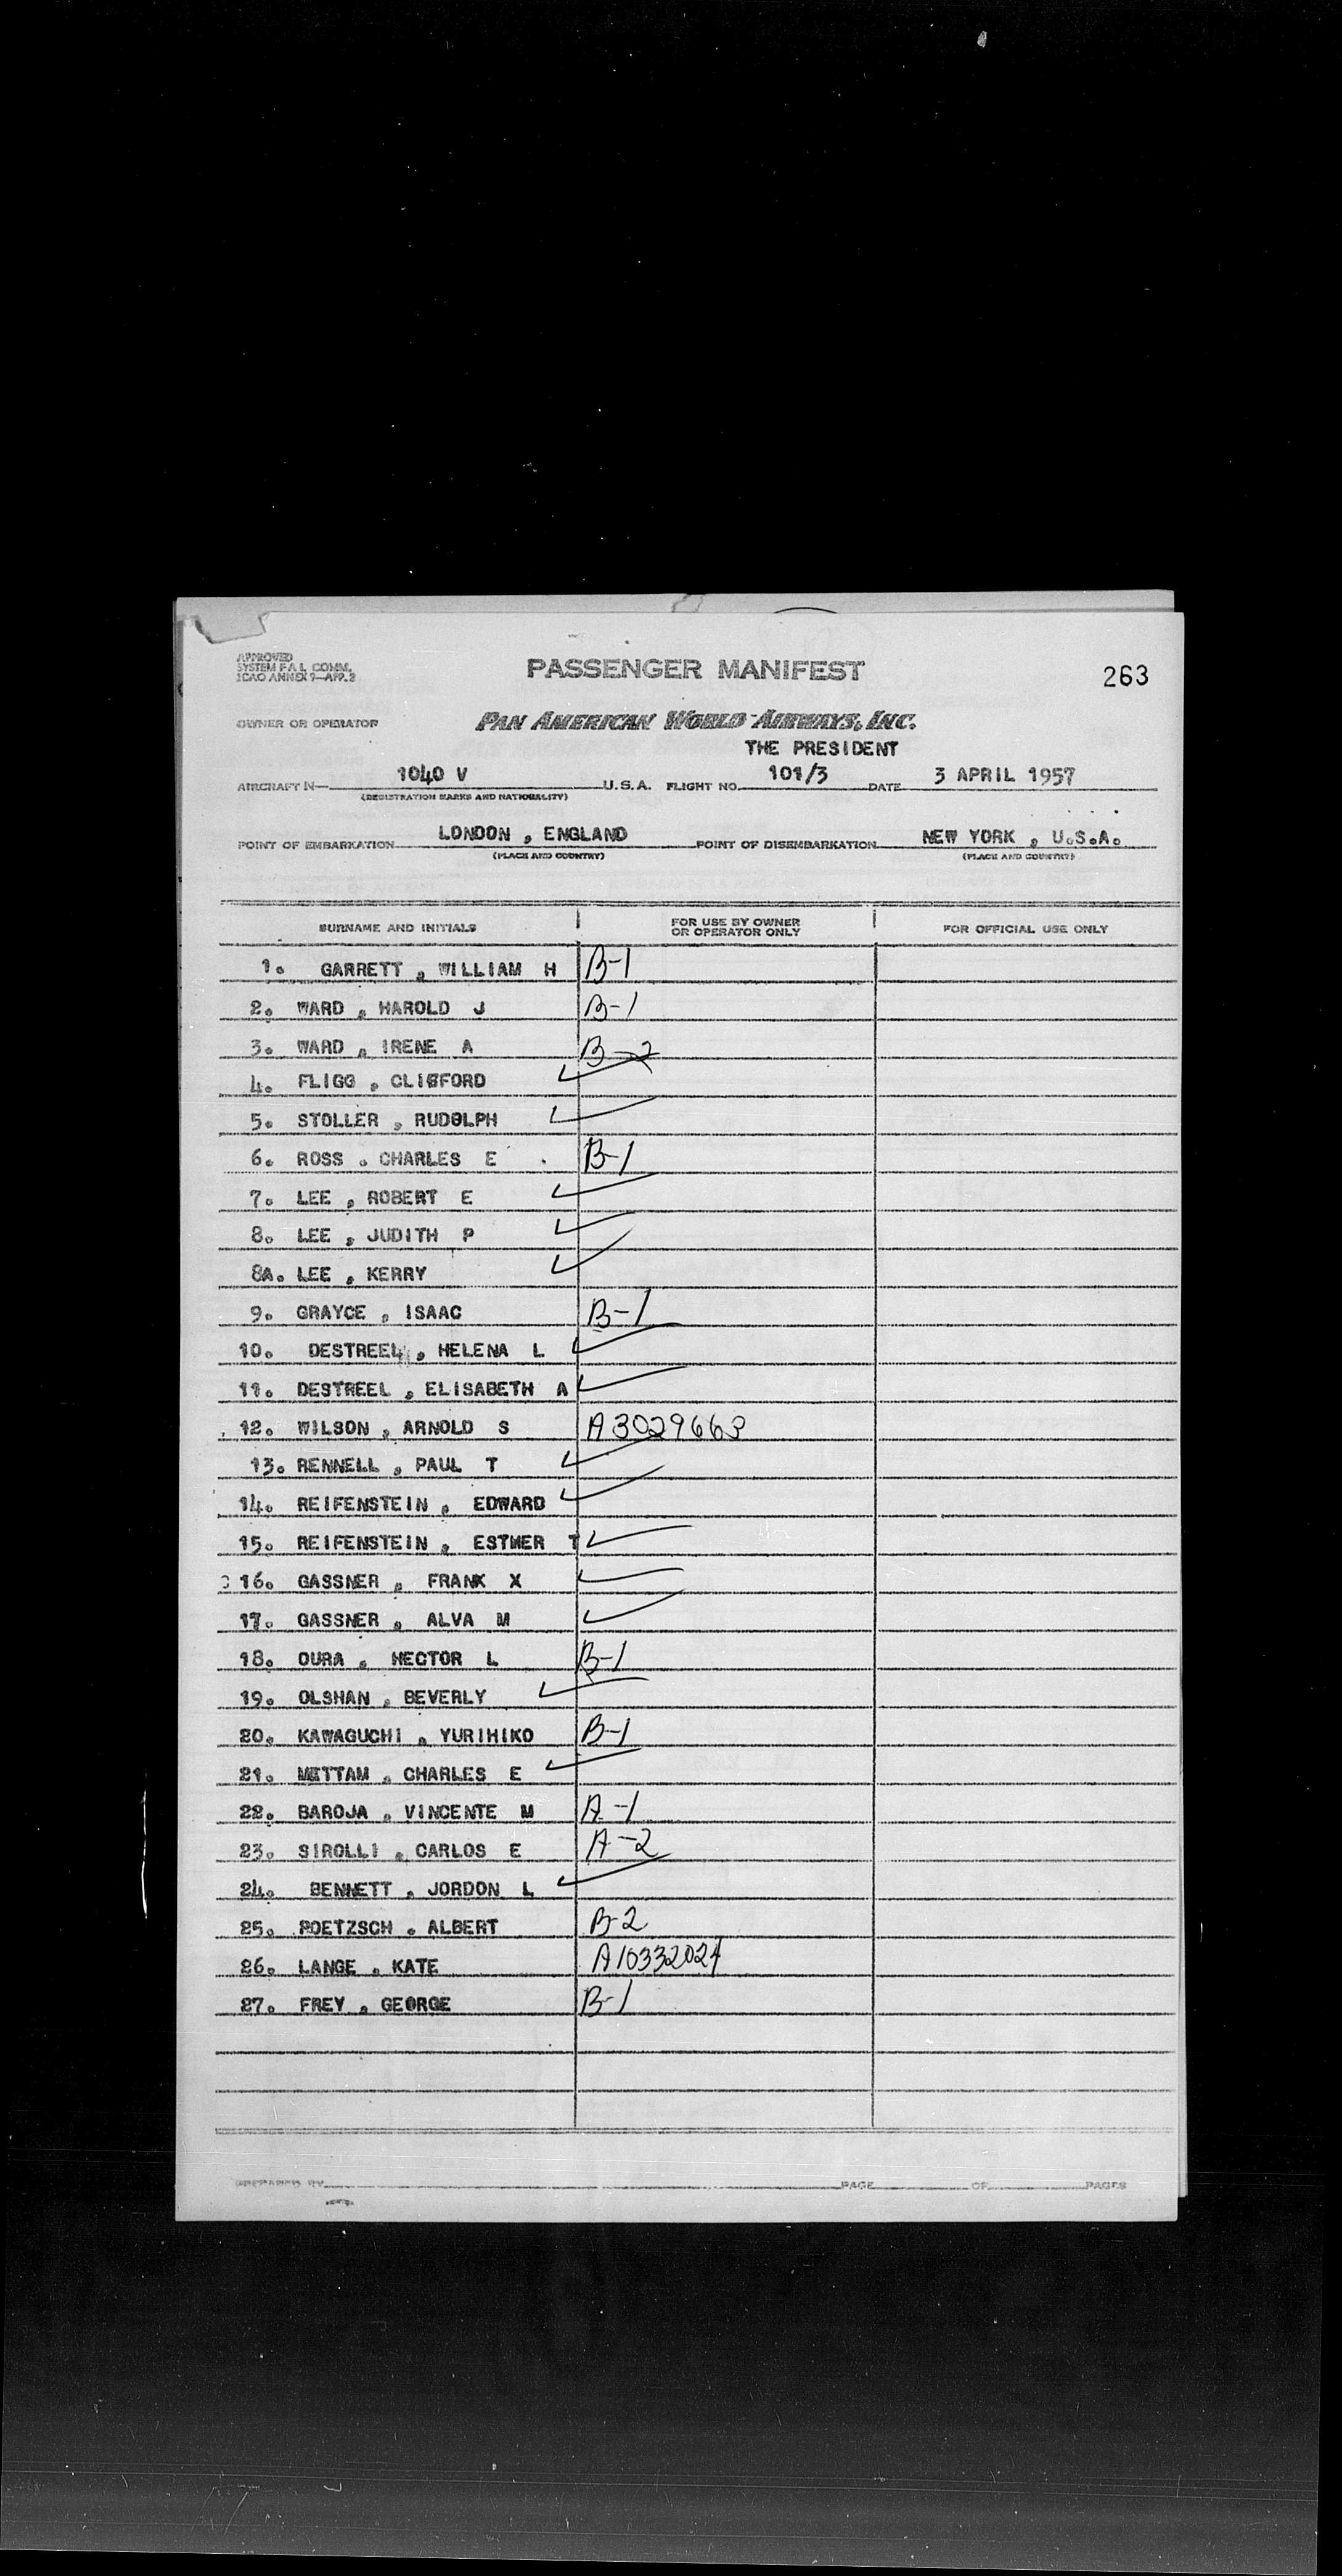 APPROVED
SYSTEM F.A.L. COMM.
ICAO ANNEX 9—APP. 2
PASSENGER MANIFEST
263
OWNER OR OPERATOR
PAN AMERICAN WORLD AIRWAYS, INC.
THE PRESIDENT
AIRCRAFT N— 1040 V U.S.A. FLIGHT NO. 101/3 DATE 3 APRIL 1957
(REGISTRATION MARKS AND NATIONALITY)
POINT OF EMBARKATION LONDON , ENGLAND POINT OF DISEMBARKATION NEW YORK , U.S.A.
(PLACE AND COUNTRY) (PLACE AND COUNTRY)
SURNAME AND INITIALS FOR USE BY OWNER OR OPERATOR ONLY FOR OFFICIAL USE ONLY
1. GARRETT , WILLIAM H B-1
2. WARD , HAROLD J B-1
3. WARD , IRENE A B-2
4. FLIGG , CLIFFORD ✓
5. STOLLER , RUDOLPH ✓
6. ROSS , CHARLES E B-1
7. LEE , ROBERT E ✓
8. LEE , JUDITH P ✓
8A. LEE , KERRY ✓
9. GRAYCE , ISAAC B-1
10. DESTREEL , HELENA L ✓
11. DESTREEL , ELISABETH A ✓
12. WILSON , ARNOLD S A3029663
13. RENNELL , PAUL T ✓
14. REIFENSTEIN , EDWARD ✓
15. REIFENSTEIN , ESTHER T ✓
16. GASSNER , FRANK X ✓
17. GASSNER , ALVA M ✓
18. OURA , HECTOR L B-1
19. OLSHAN , BEVERLY ✓
20. KAWAGUCHI , YURIHIKO B-1
21. METTAM , CHARLES E ✓
22. BAROJA , VINCENTE M A-1
23. SIROLLI , CARLOS E A-2
24. BENNETT , JORDON L ✓
25. POETZSCH , ALBERT B-2
26. LANGE , KATE A10332024
27. FREY , GEORGE B-1
PREPARED BY PAGE OF PAGES